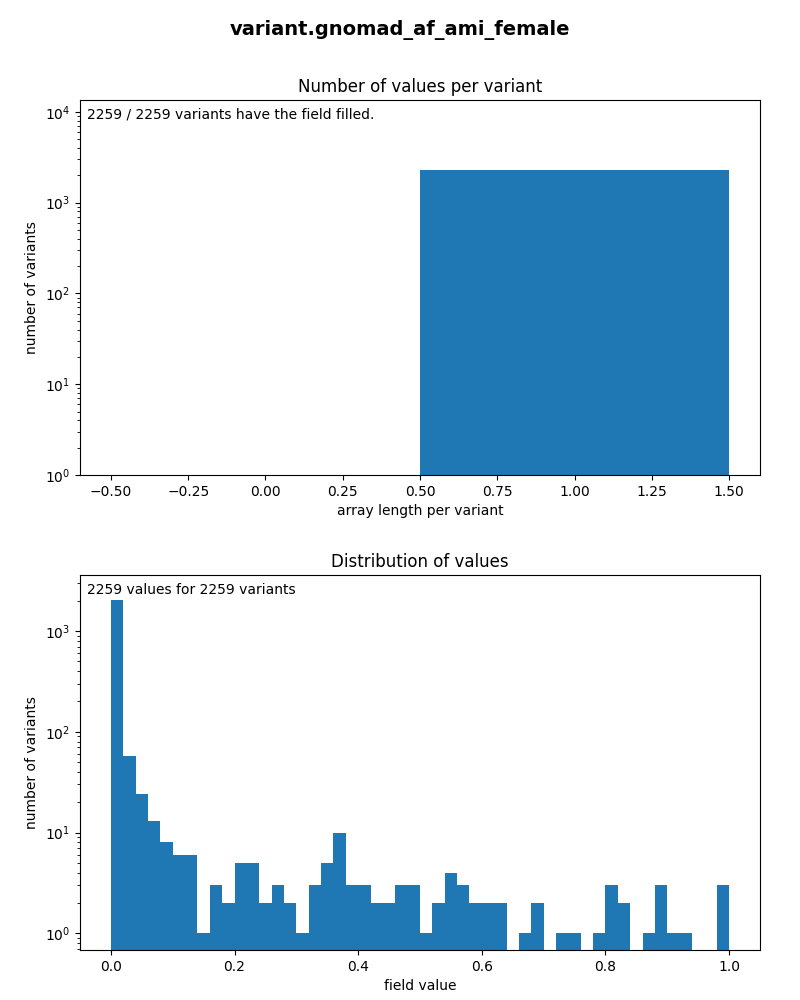 variant.gnomad_af_ami_female
Number of values per variant
2259 / 2259 variants have the field filled.
number of variants
10^4
10^3
10^2
10^1
10^0
−0.50 −0.25 0.00 0.25 0.50 0.75 1.00 1.25 1.50
array length per variant
Distribution of values
2259 values for 2259 variants
number of variants
10^3
10^2
10^1
10^0
0.0 0.2 0.4 0.6 0.8 1.0
field value